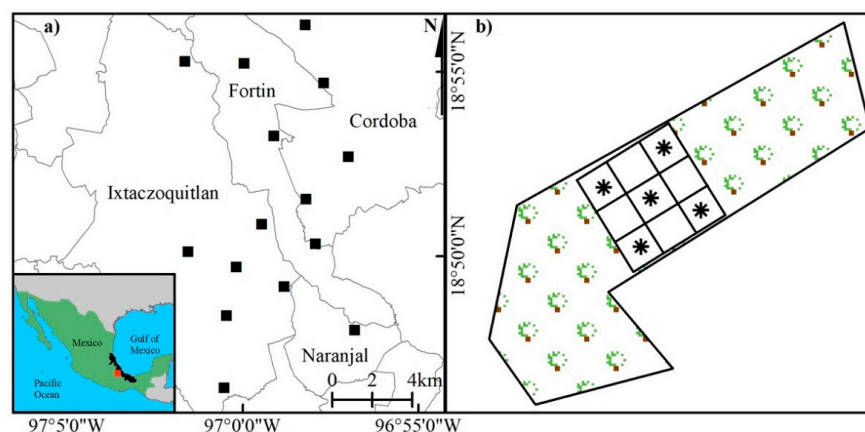 a)
N
b)
Fortin
Cordoba
18°55'0"N
Ixtaczoquitlan
18°50'0"N
Mexico
Gulf of
Mexico
Pacific
Ocean
Naranjal
0 2 4km
97°5'0"W
97°0'0"W
96°55'0"W